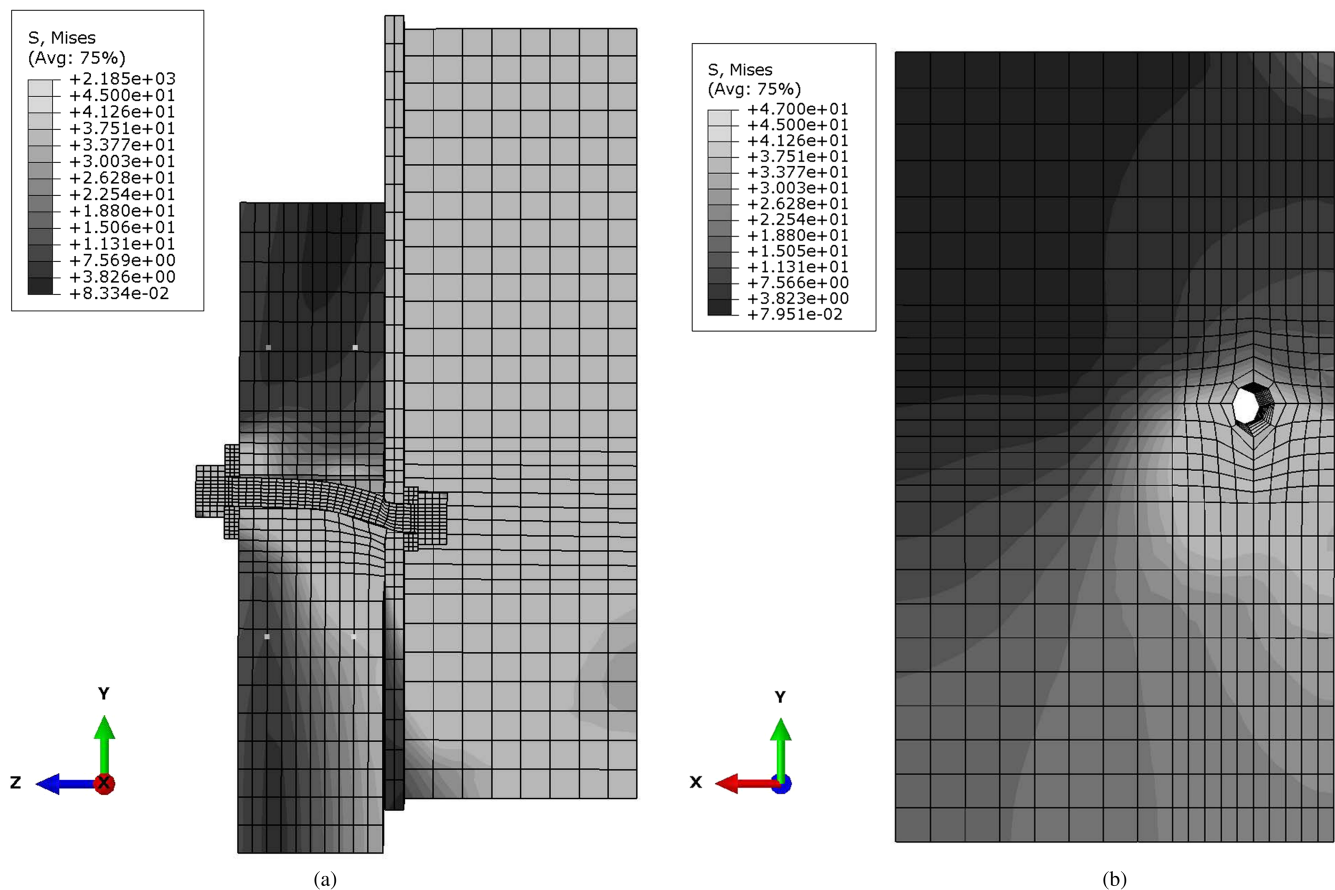 S, Mises
(Avg: 75%)
+2.185e+03
+4.500e+01
+4.126e+01
+3.751e+01
+3.377e+01
+3.003e+01
+2.628e+01
+2.254e+01
+1.880e+01
+1.506e+01
+1.131e+01
+7.569e+00
+3.826e+00
+8.334e-02
Y
Z
X
(a)
S, Mises
(Avg: 75%)
+4.700e+01
+4.500e+01
+4.126e+01
+3.751e+01
+3.377e+01
+3.003e+01
+2.628e+01
+2.254e+01
+1.880e+01
+1.505e+01
+1.131e+01
+7.566e+00
+3.823e+00
+7.951e-02
Y
X
(b)